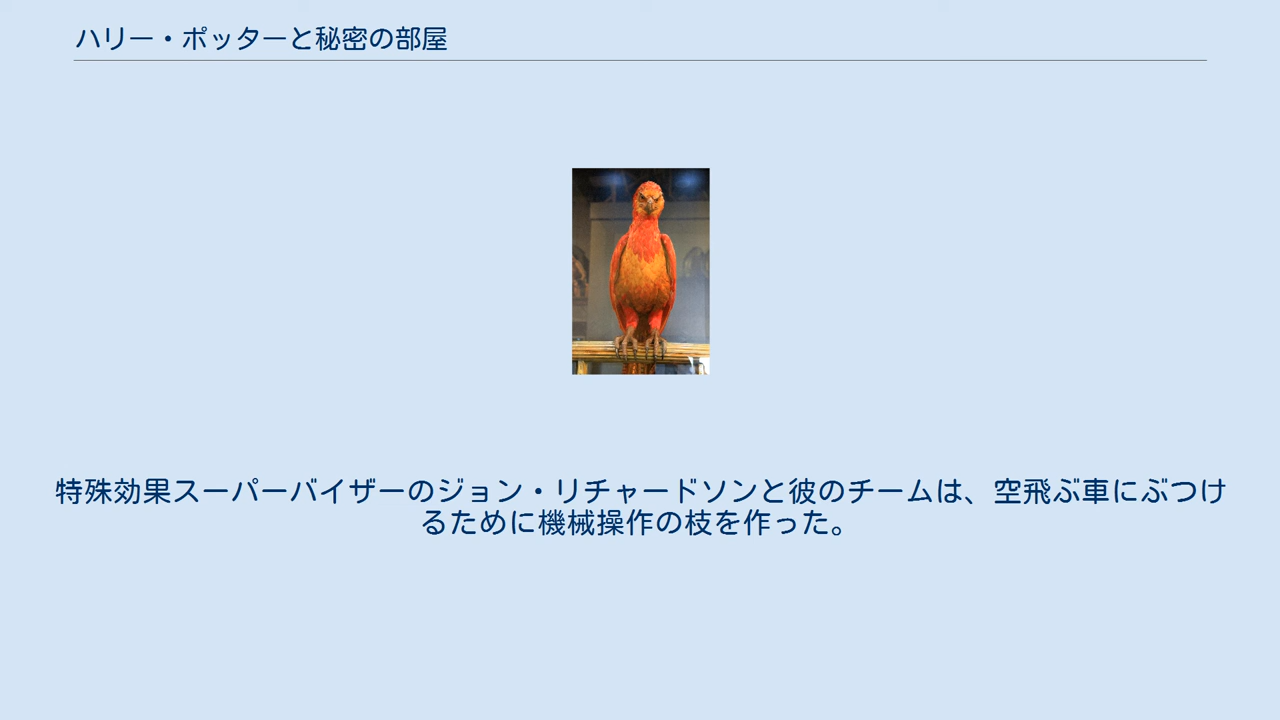 ハリー・ポッターと秘密の部屋
特殊効果スーパーバイザーのジョン・リチャードソンと彼のチームは、空飛ぶ車にぶつけ
るために機械操作の枝を作った。